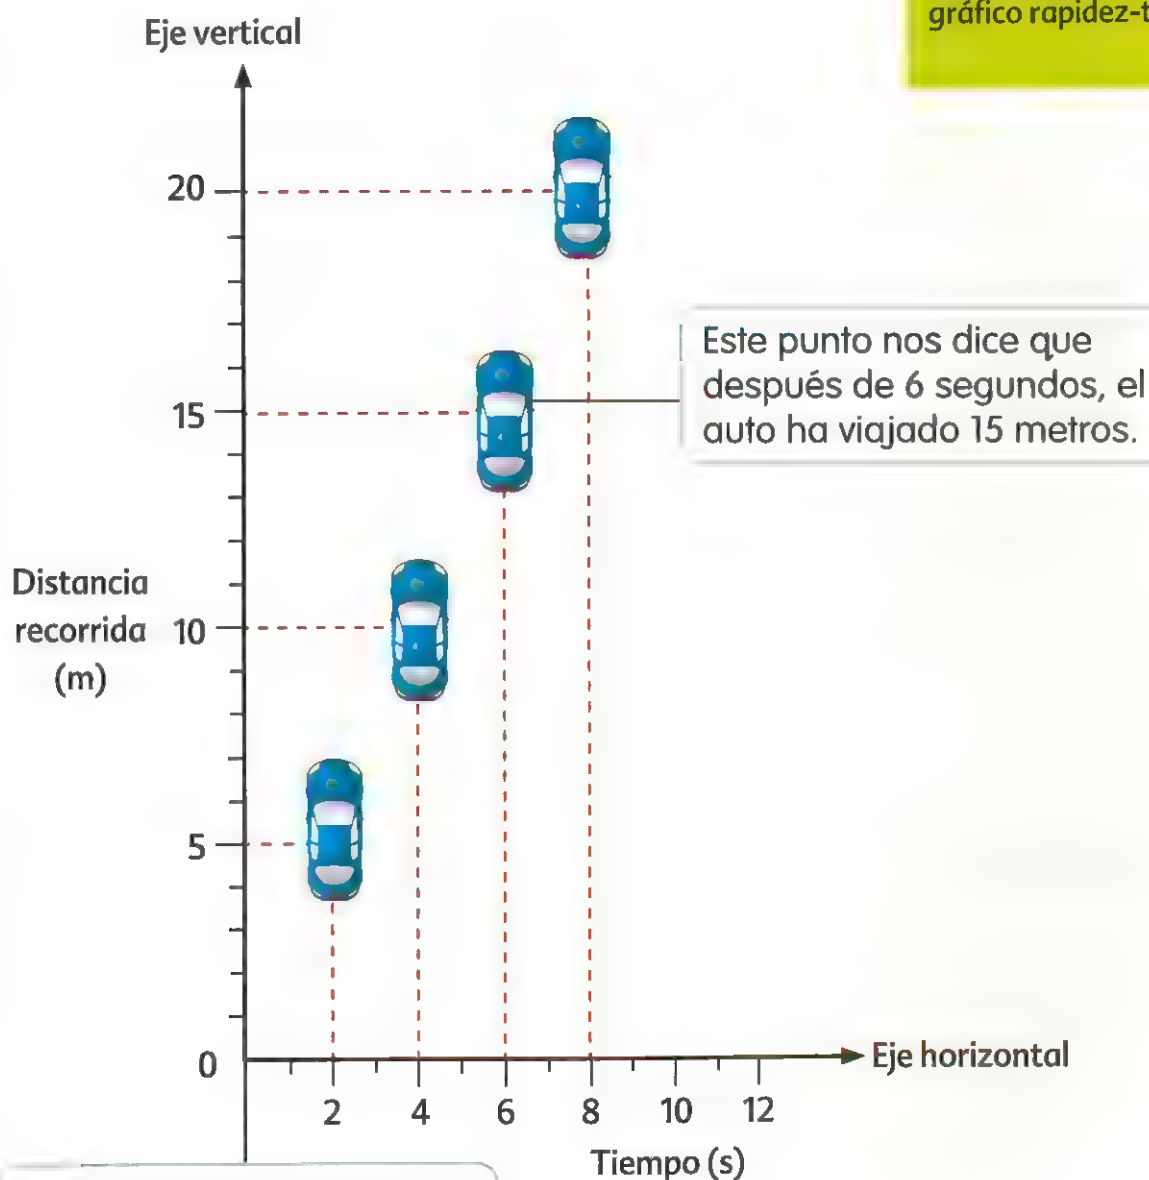 gráfico rapidez-t
Eje vertical
20
15
10
5
0
Distancia
recorrida
(m)
Este punto nos dice que
después de 6 segundos, el
auto ha viajado 15 metros.
Eje horizontal
2 4 6 8 10 12
Tiempo (s)